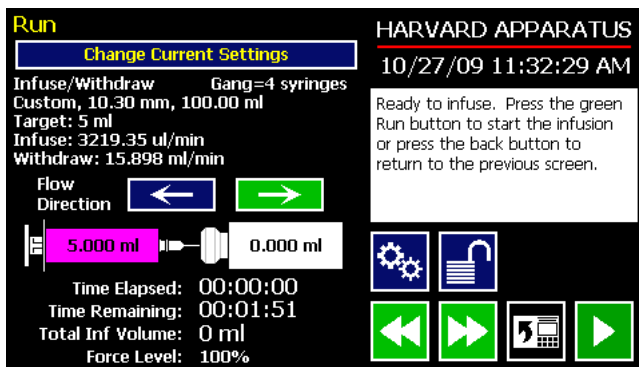 Run
Change Current Settings
Infuse/Withdraw Gang=4 syringes
Custom, 10.30 mm, 100.00 ml
Target: 5 ml
Infuse: 3219.35 ul/min
Withdraw: 15.898 ml/min
Flow
Direction
5.000 ml
0.000 ml
Time Elapsed: 00:00:00
Time Remaining: 00:01:51
Total Inf Volume: 0 ml
Force Level: 100%
HARVARD APPARATUS
10/27/09 11:32:29 AM
Ready to infuse. Press the green
Run button to start the infusion
or press the back button to
return to the previous screen.